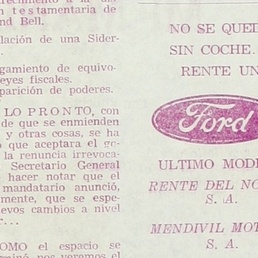 n testamentaria de
nd Bell.
lación de una Sider-
gamiento de equivo-
eyes fiscales.
parición de poderes.
LO PRONTO, con
de que se enmienden
y otras cosas, se ha
que aceptara el go-
la renuncia irrevoca-
Secretario General
hacer notar que el
mandatario anunció,
mente, que se espe-
evos cambios a nivel
r...
OMO el espacio se
NO SE QUED
SIN COCHE.
RENTE UN
Ford
ULTIMO MODE
RENTE DEL NO
S. A.
MENDIVIL MOT
S. A.